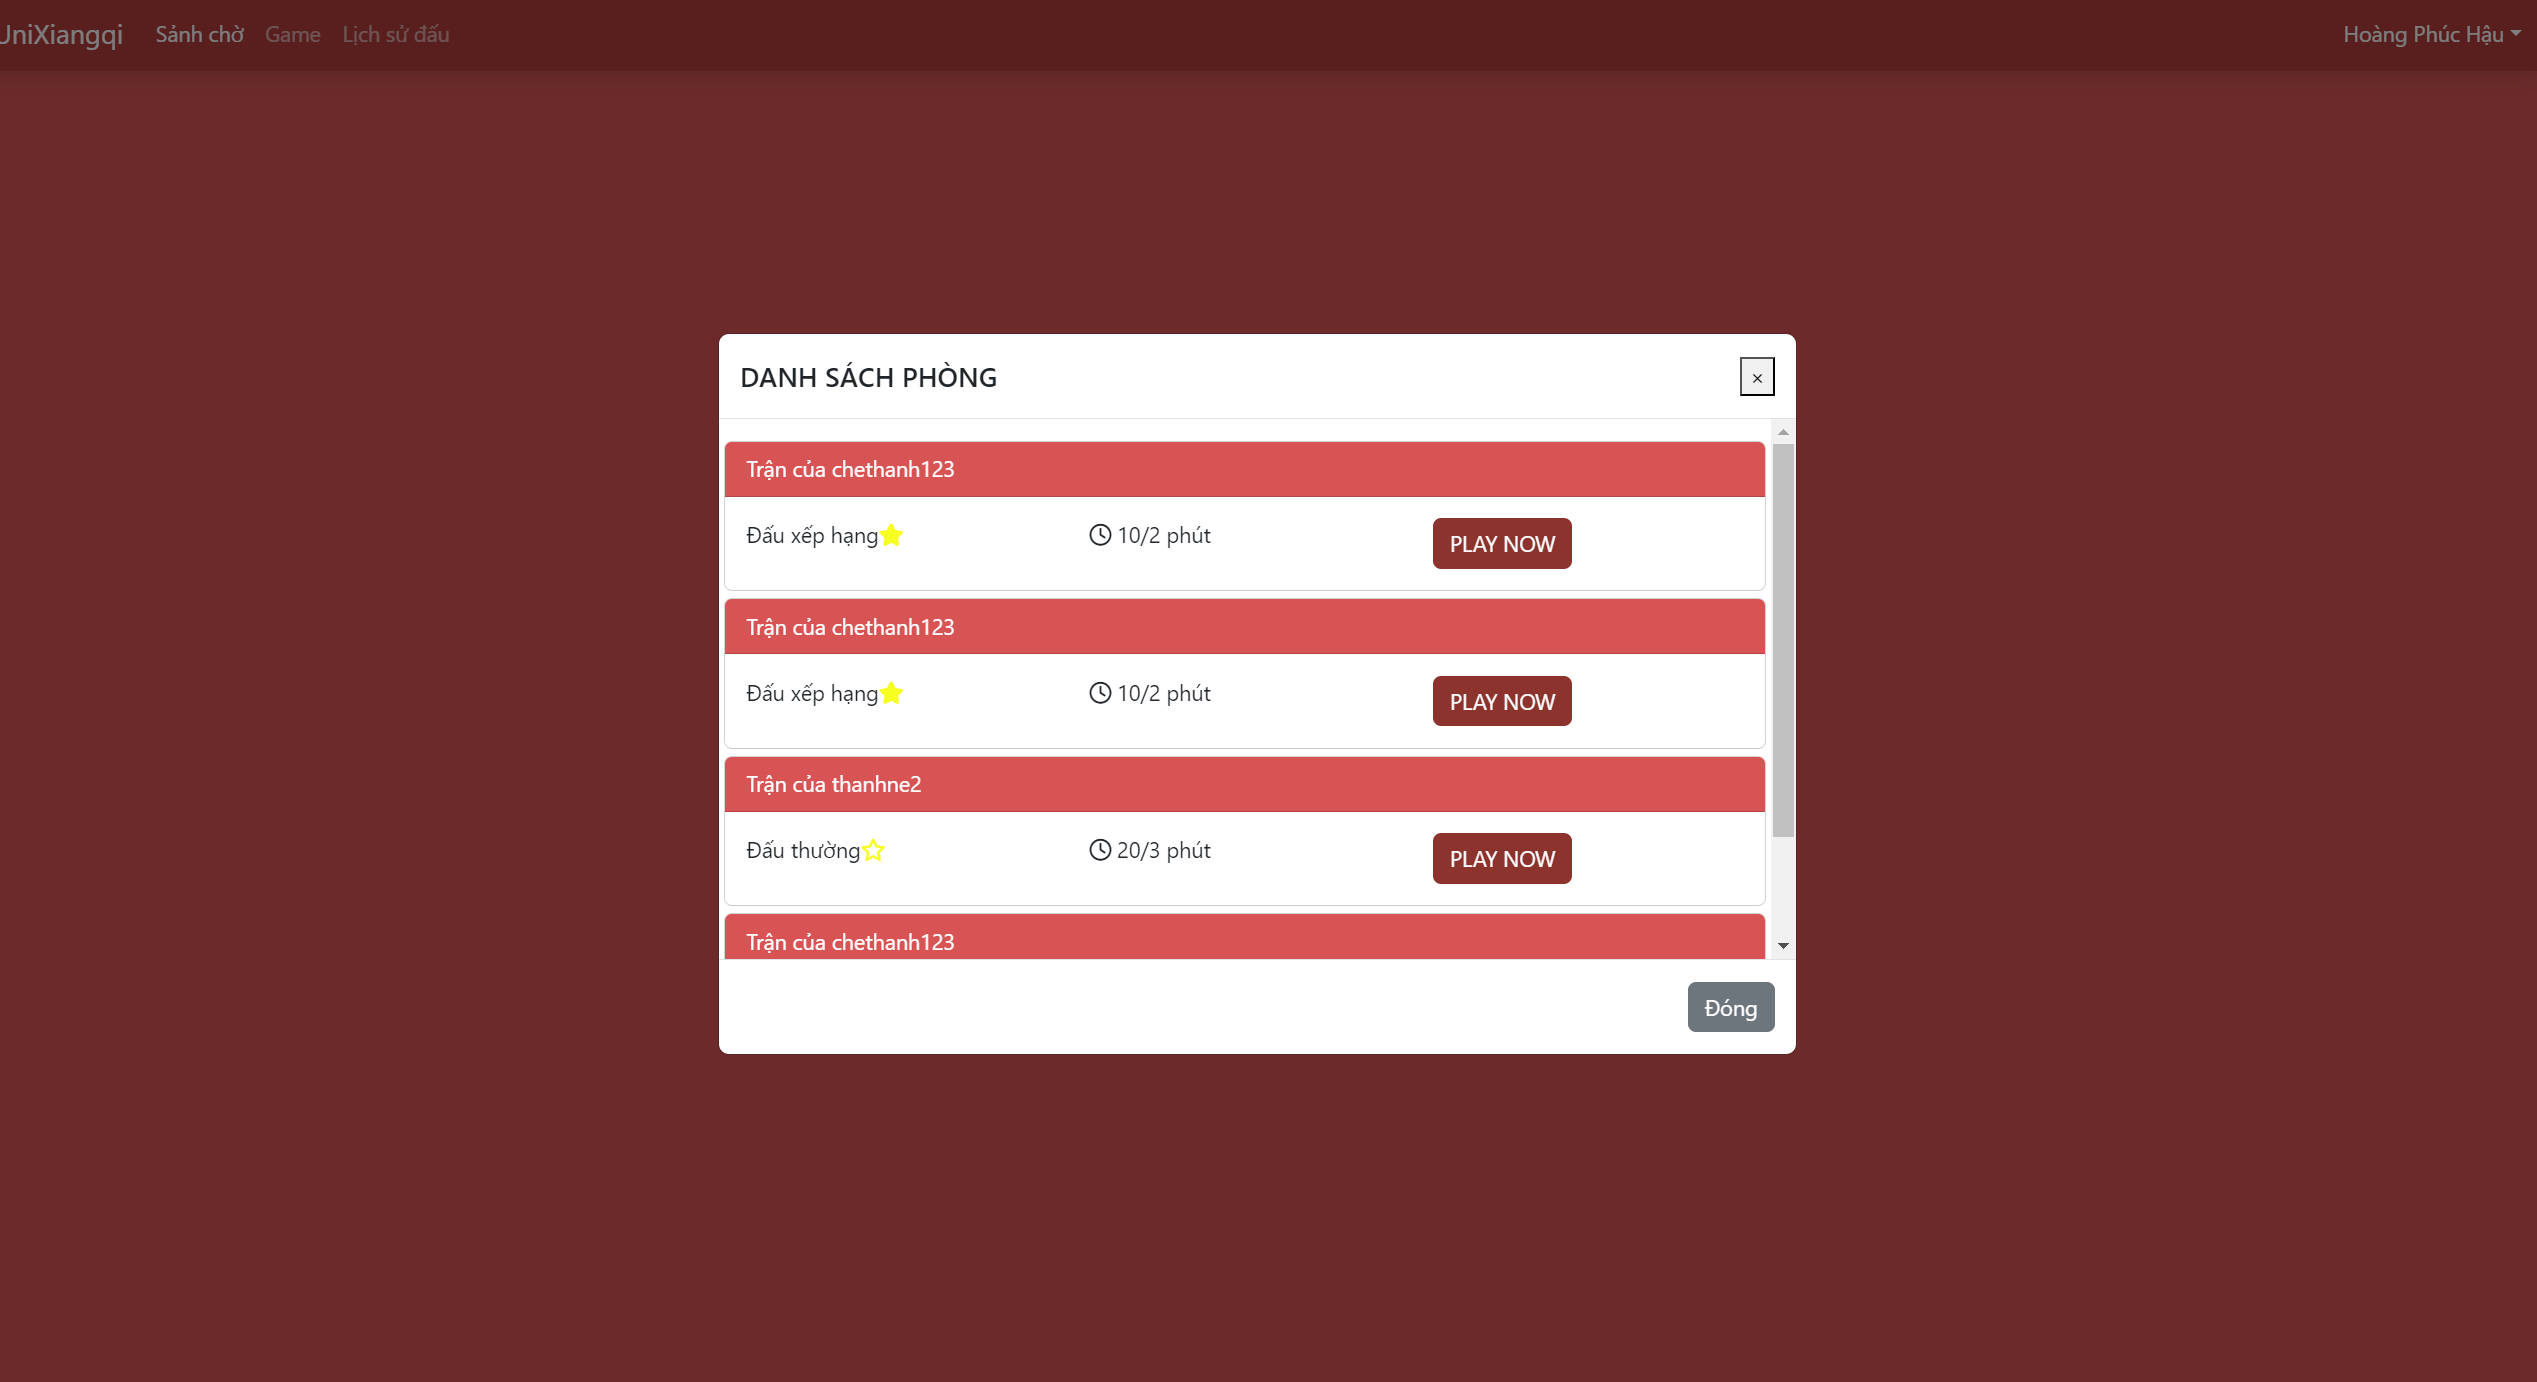 UniXiangqi Sảnh chờ Game Lịch sử đấu Hoàng Phúc Hậu
DANH SÁCH PHÒNG ×
Trận của chethanh123
Đấu xếp hạng 10/2 phút PLAY NOW
Trận của chethanh123
Đấu xếp hạng 10/2 phút PLAY NOW
Trận của thanhne2
Đấu thường 20/3 phút PLAY NOW
Trận của chethanh123
Đóng